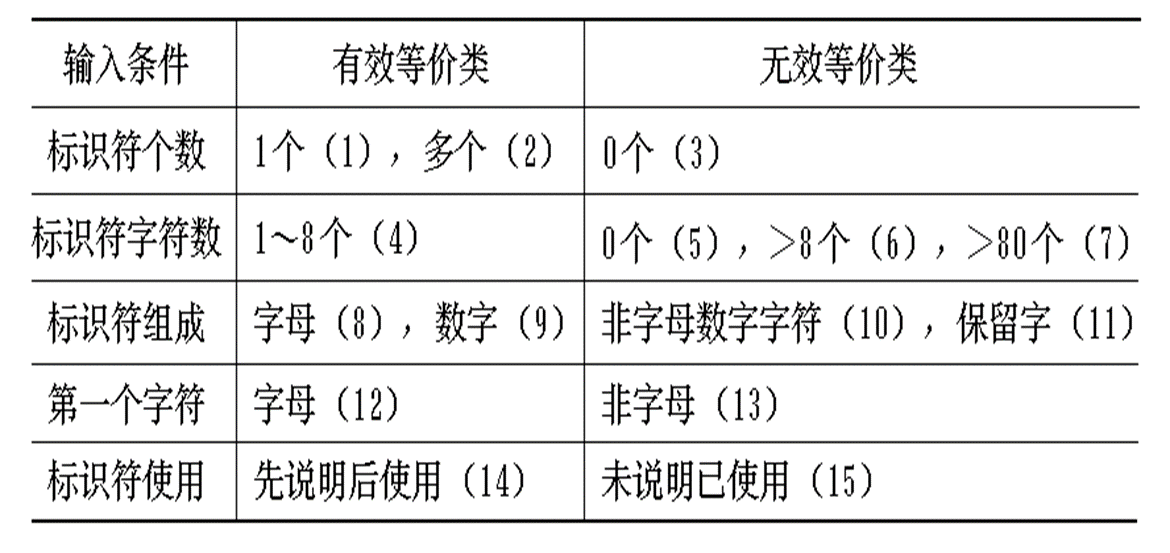 输入条件 有效等价类 无效等价类
标识符个数 1个（1），多个（2） 0个（3）
标识符字符数 1～8个（4） 0个（5），>8个（6），>80个（7）
标识符组成 字母（8），数字（9） 非字母数字字符（10），保留字（11）
第一个字符 字母（12） 非字母（13）
标识符使用 先说明后使用（14） 未说明已使用（15）